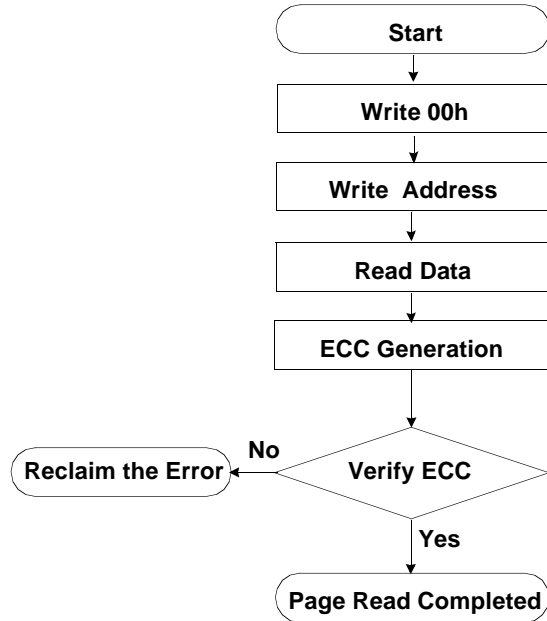 Start
Write 00h
Write Address
Read Data
ECC Generation
No
Reclaim the Error
Verify ECC
Yes
Page Read Completed